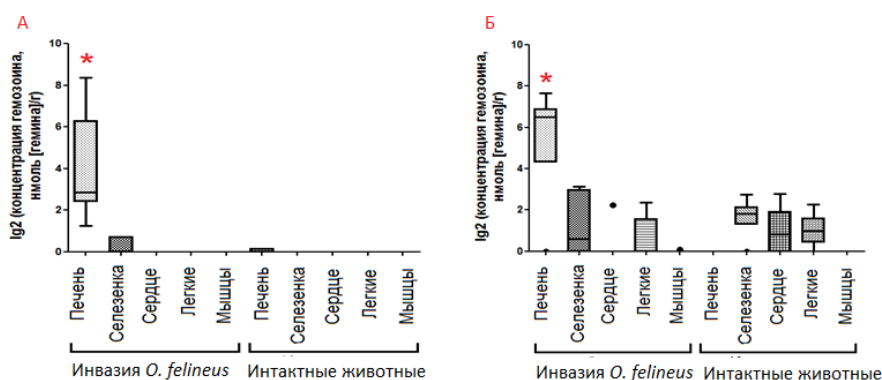 А
lg2 (концентрация гемозоина,
нмоль [гемина]/г)
10
8
6
4
2
0
*
Печень
Селезенка
Сердце
Легкие
Мышцы
Печень
Селезенка
Сердце
Легкие
Мышцы
Инвазия O. felineus
Интактные животные
Б
lg2 (концентрация гемозоина,
нмоль [гемина]/г)
10
8
6
4
2
0
*
Печень
Селезенка
Сердце
Легкие
Мышцы
Печень
Селезенка
Сердце
Легкие
Мышцы
Инвазия O. felineus
Интактные животные